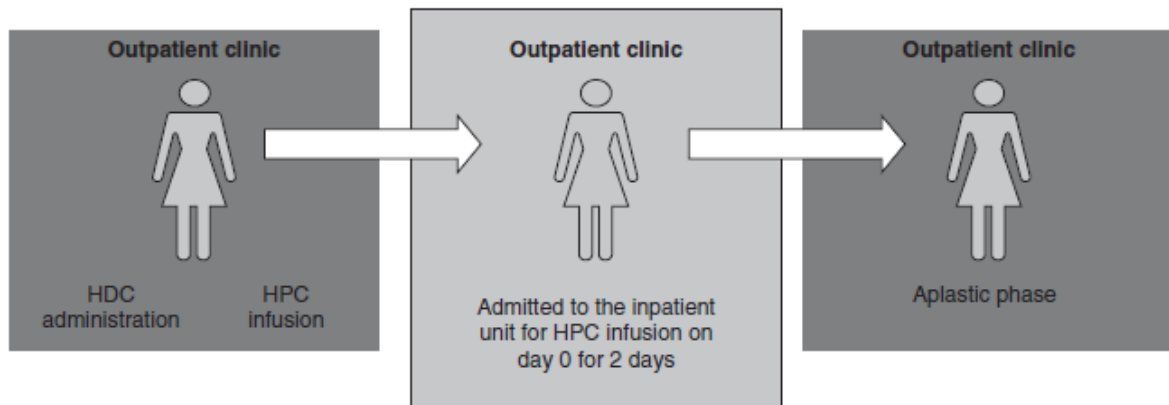 Outpatient clinic
HDC
administration
HPC
infusion
Outpatient clinic
Admitted to the inpatient
unit for HPC infusion on
day 0 for 2 days
Outpatient clinic
Aplastic phase